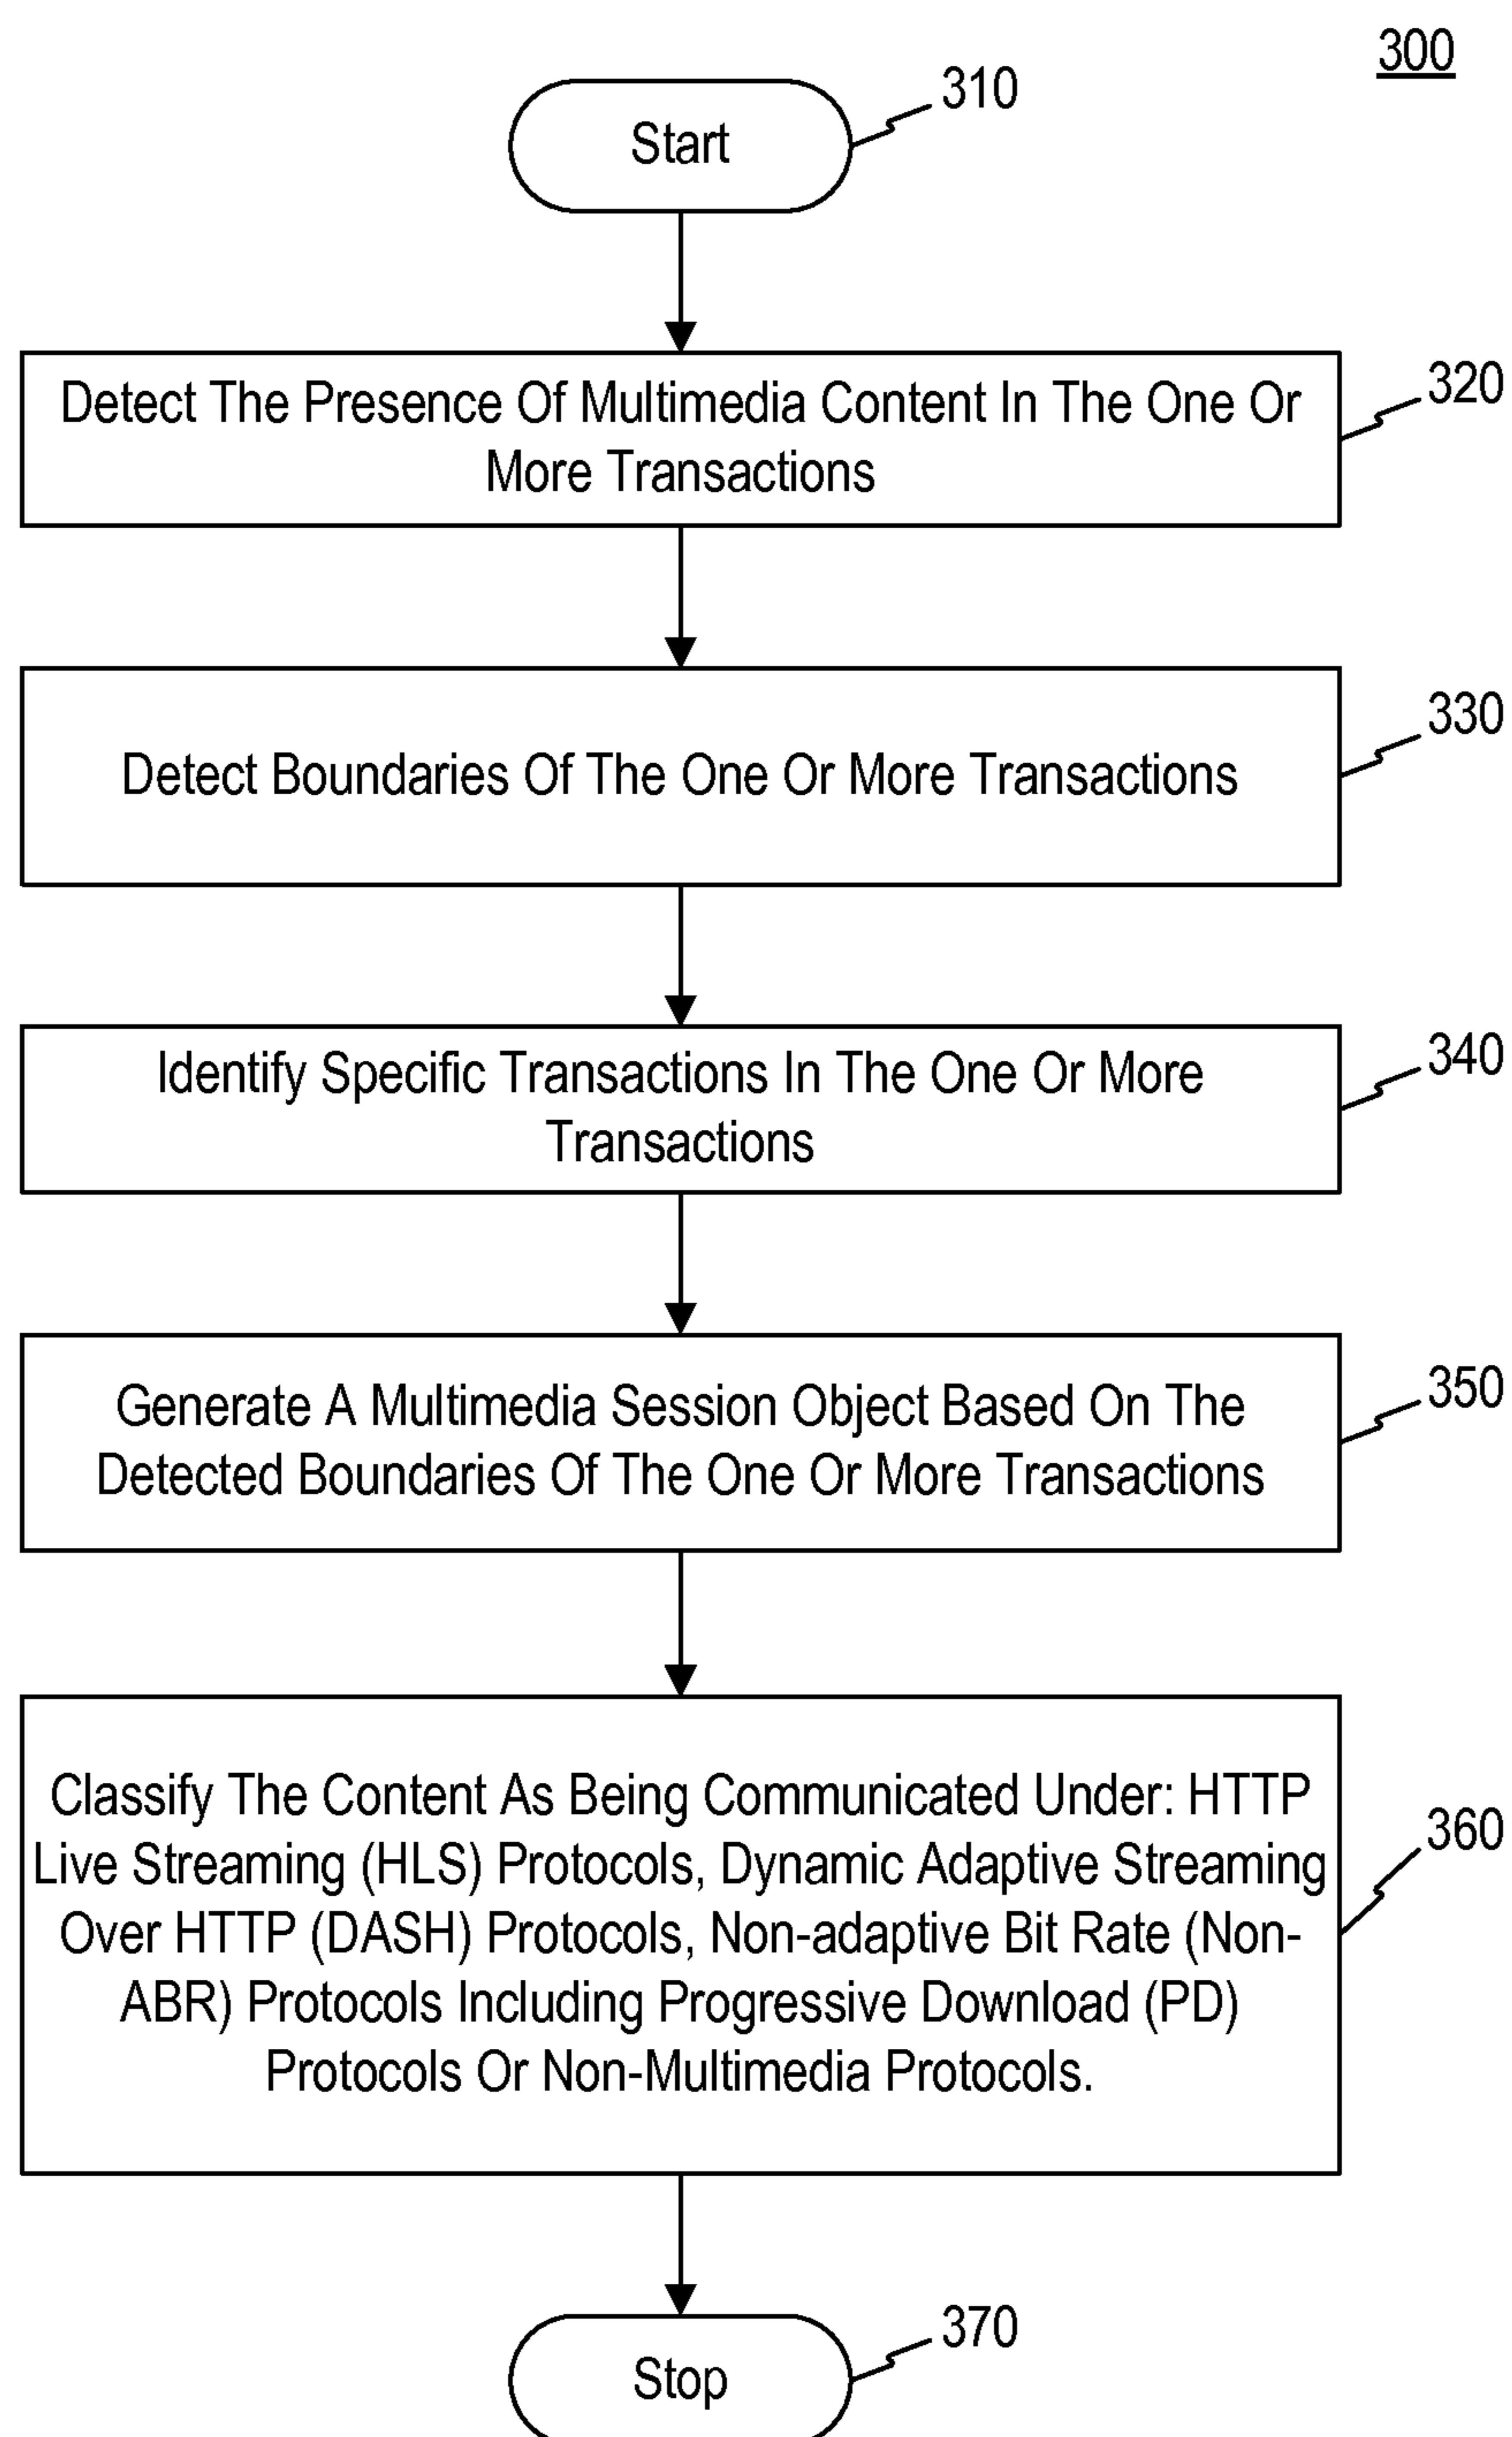 300
310
Start
Detect The Presence Of Multimedia Content In The One Or
More Transactions
320
Detect Boundaries Of The One Or More Transactions
330
Identify Specific Transactions In The One Or More
Transactions
340
Generate A Multimedia Session Object Based On The
Detected Boundaries Of The One Or More Transactions
350
Classify The Content As Being Communicated Under: HTTP
Live Streaming (HLS) Protocols, Dynamic Adaptive Streaming
Over HTTP (DASH) Protocols, Non-adaptive Bit Rate (Non-
ABR) Protocols Including Progressive Download (PD)
Protocols Or Non-Multimedia Protocols.
360
370
Stop